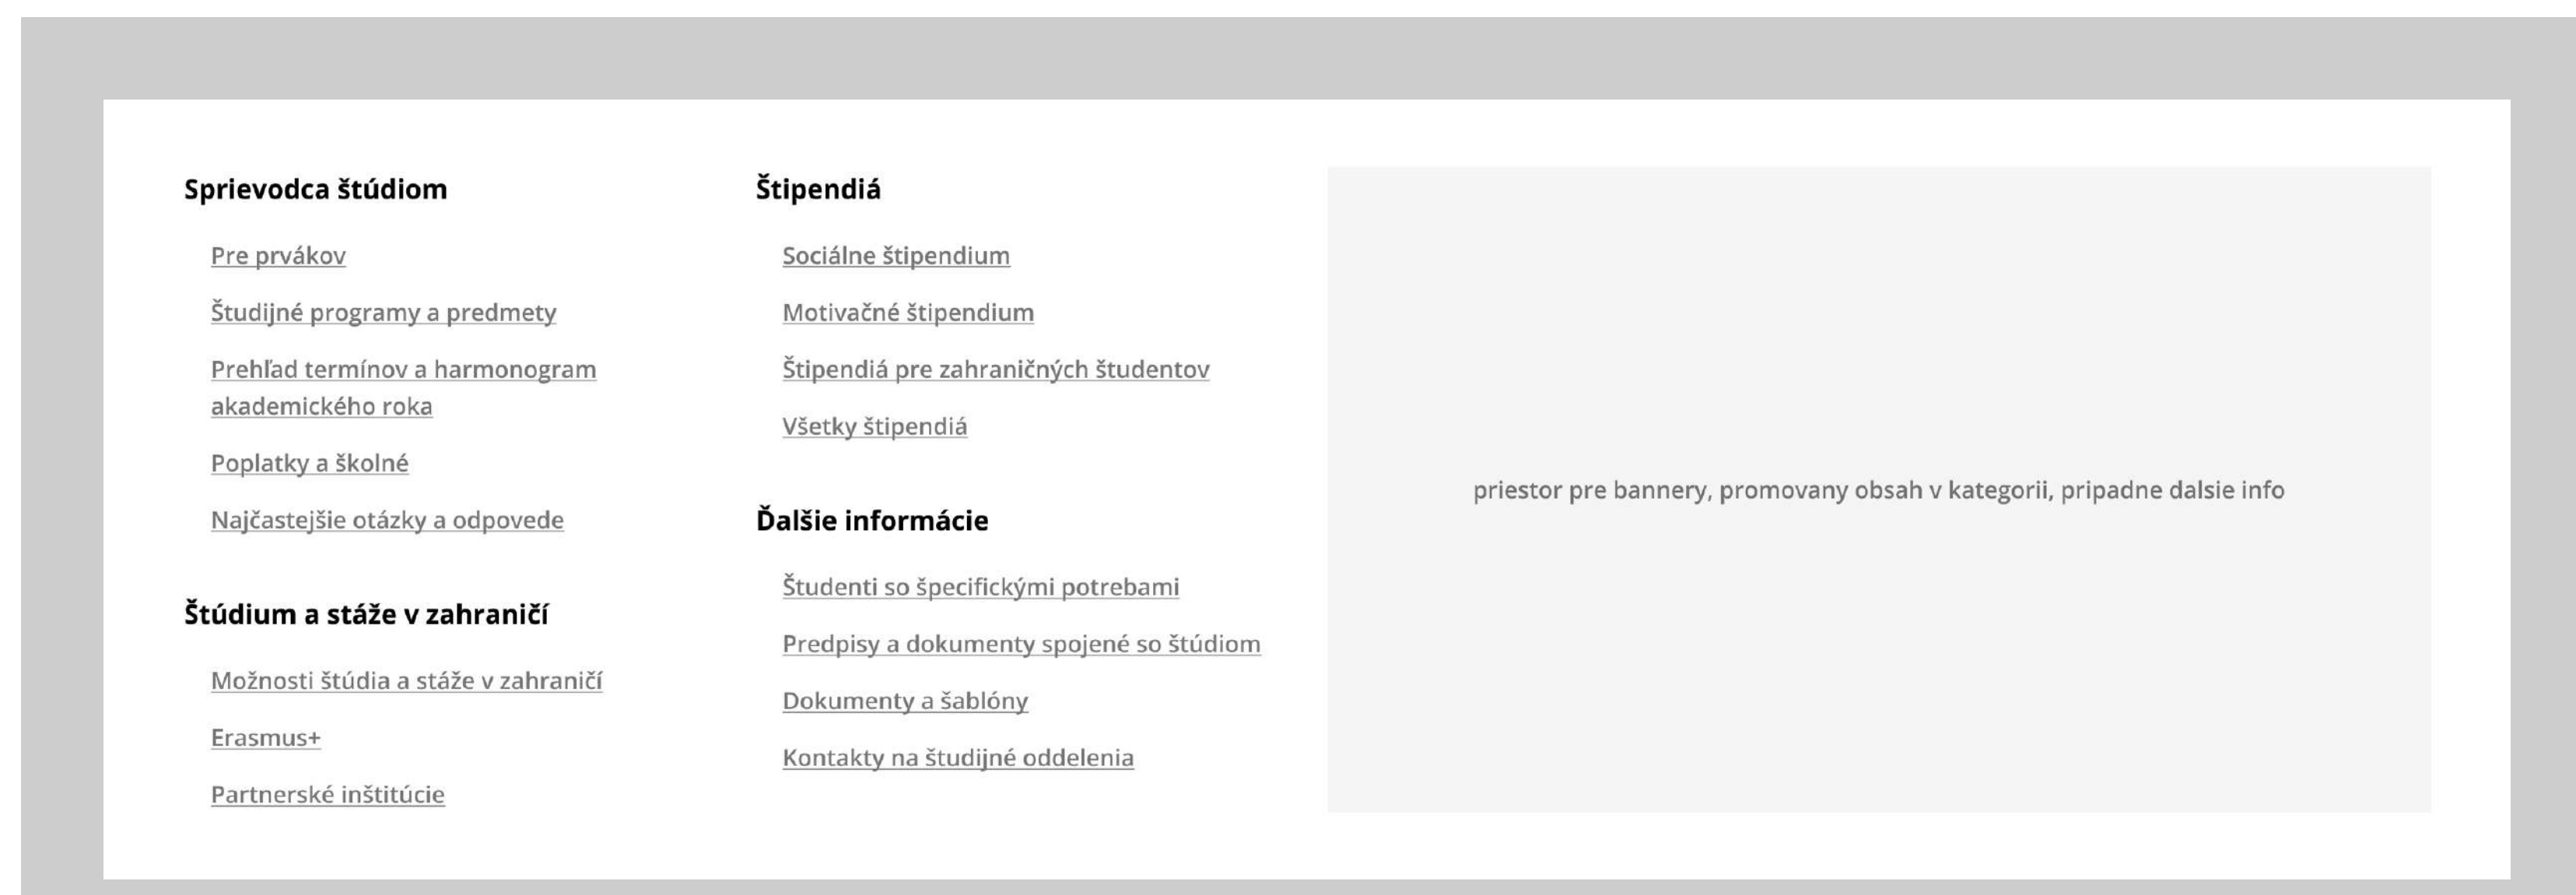 Sprievodca štúdiom
Pre prvákov
Študijné programy a predmety
Prehľad termínov a harmonogram
akademického roka
Poplatky a školné
Najčastejšie otázky a odpovede
Štúdium a stáže v zahraničí
Možnosti štúdia a stáže v zahraničí
Erasmus+
Partnerské inštitúcie
Štipendiá
Sociálne štipendium
Motivačné štipendium
Štipendiá pre zahraničných študentov
Všetky štipendiá
Ďalšie informácie
Študenti so špecifickými potrebami
Predpisy a dokumenty spojené so štúdiom
Dokumenty a šablóny
Kontakty na študijné oddelenia
priestor pre bannery, promovany obsah v kategorii, pripadne dalsie info